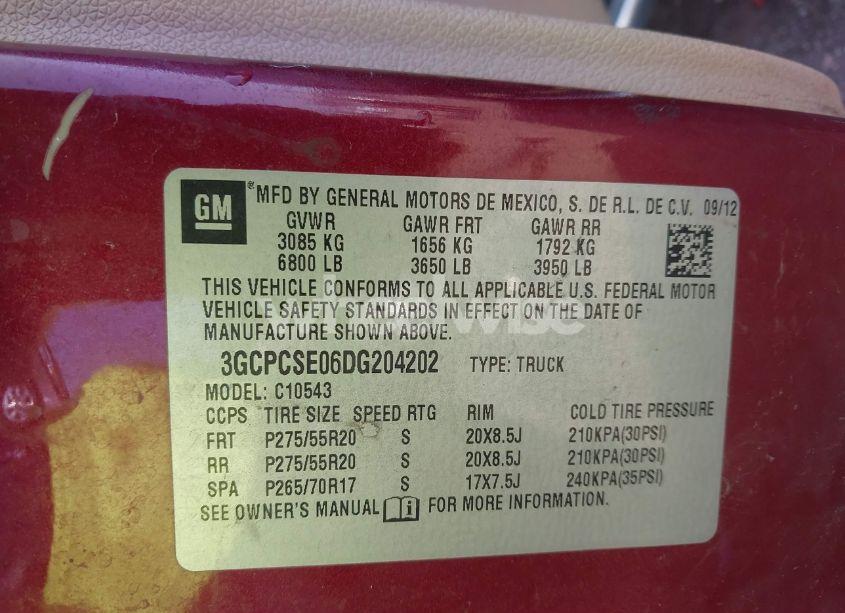 GM ® MFD BY GENERAL MOTORS DE MEXICO, S. DE R.L. DE C.V. 09/12
GVWR GAWR FRT GAWR RR
3085 KG 1656 KG 1792 KG
6800 LB 3650 LB 3950 LB
THIS VEHICLE CONFORMS TO ALL APPLICABLE U.S. FEDERAL MOTOR
VEHICLE SAFETY STANDARDS IN EFFECT ON THE DATE OF
MANUFACTURE SHOWN ABOVE.
3GCPCSE06DG204202 TYPE: TRUCK
MODEL: C10543
CCPS TIRE SIZE SPEED RTG RIM COLD TIRE PRESSURE
FRT P275/55R20 S 20X8.5J 210KPA(30PSI)
RR P275/55R20 S 20X8.5J 210KPA(30PSI)
SPA P265/70R17 S 17X7.5J 240KPA(35PSI)
SEE OWNER'S MANUAL i FOR MORE INFORMATION.